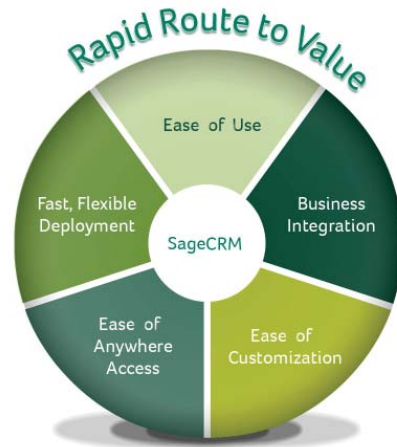 Rapid Route to Value
Ease of Use
Business
Integration
Ease of
Customization
Ease of
Anywhere
Access
Fast, Flexible
Deployment
SageCRM